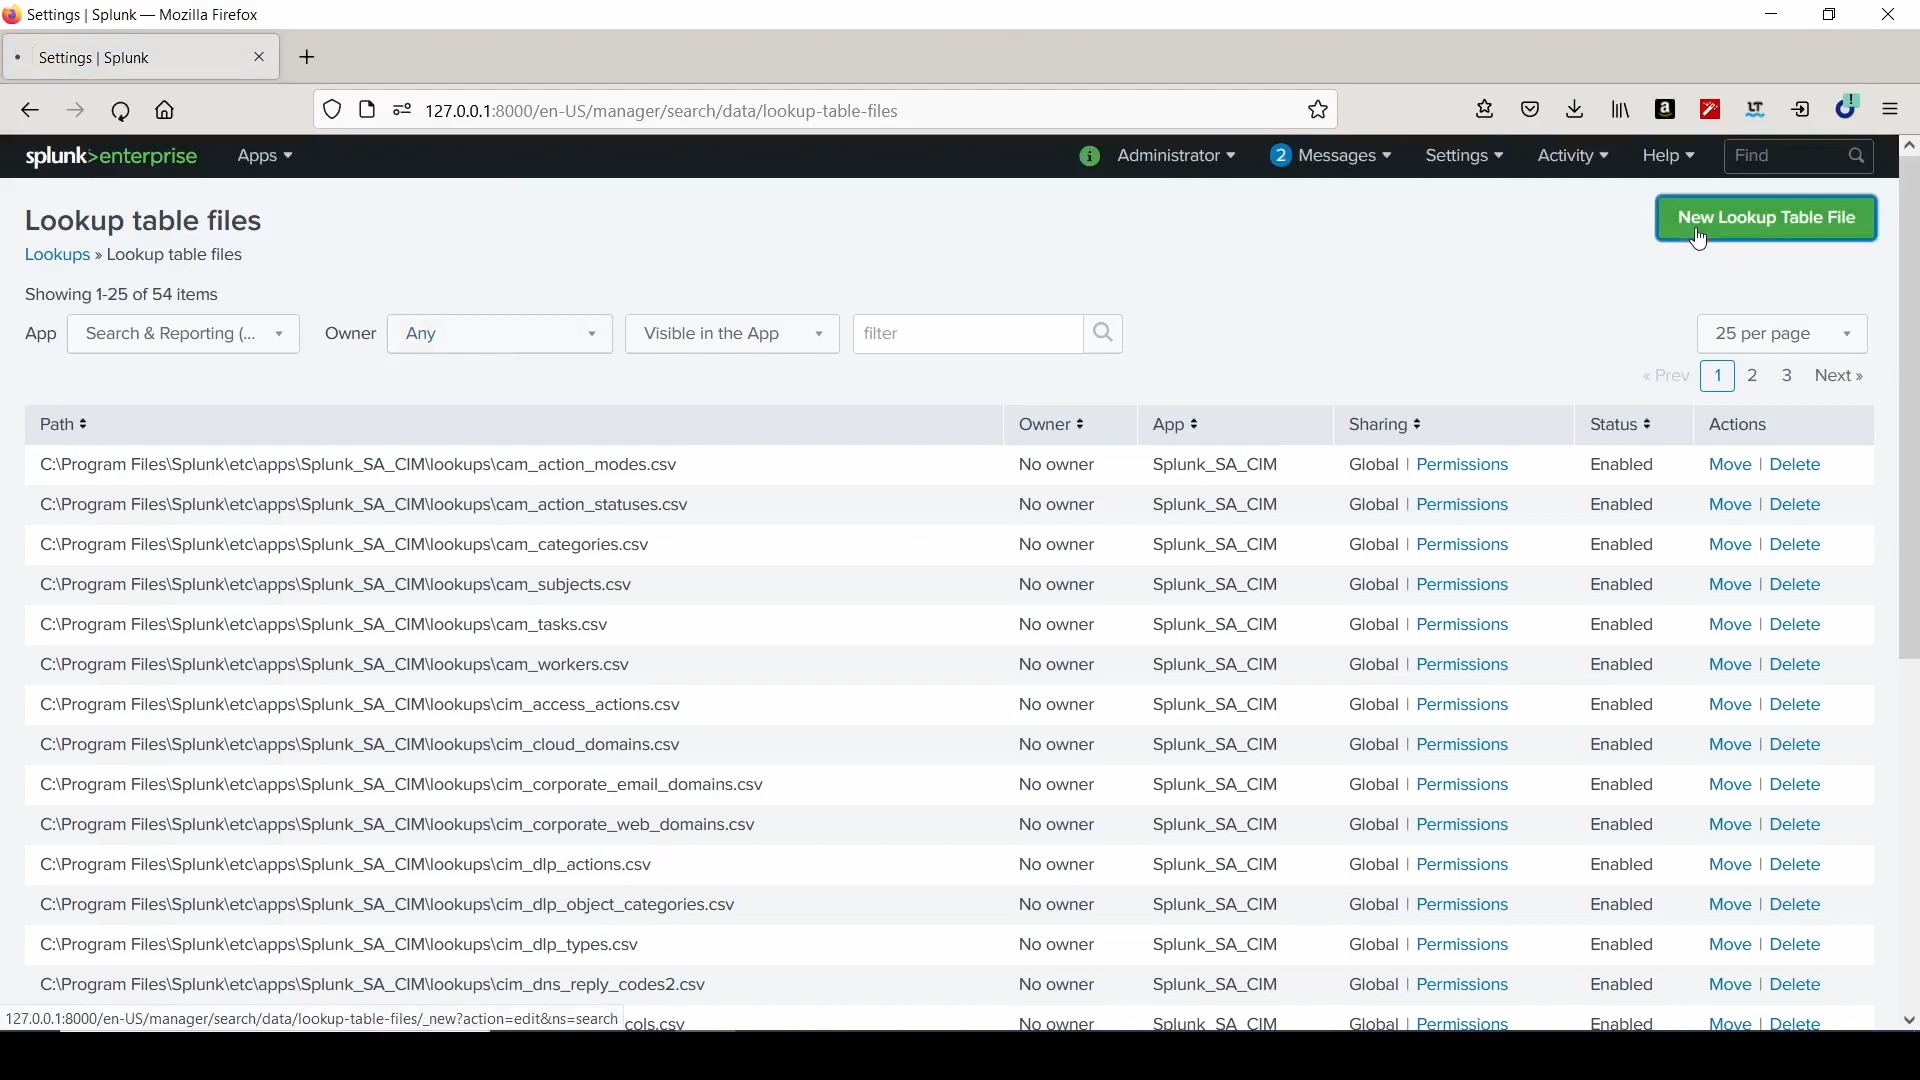 Settings | Splunk — Mozilla Firefox
Settings | Splunk
127.0.0.1:8000/en-US/manager/search/data/lookup-table-files
splunk>enterprise Apps i Administrator 2 Messages Settings Activity Help Find
Lookup table files
New Lookup Table File
Lookups » Lookup table files
Showing 1-25 of 54 items
App Search & Reporting (... Owner Any Visible in the App filter 25 per page
« Prev 1 2 3 Next »
Path Owner App Sharing Status Actions
C:\Program Files\Splunk\etc\apps\Splunk_SA_CIM\lookups\cam_action_modes.csv No owner Splunk_SA_CIM Global | Permissions Enabled Move | Delete
C:\Program Files\Splunk\etc\apps\Splunk_SA_CIM\lookups\cam_action_statuses.csv No owner Splunk_SA_CIM Global | Permissions Enabled Move | Delete
C:\Program Files\Splunk\etc\apps\Splunk_SA_CIM\lookups\cam_categories.csv No owner Splunk_SA_CIM Global | Permissions Enabled Move | Delete
C:\Program Files\Splunk\etc\apps\Splunk_SA_CIM\lookups\cam_subjects.csv No owner Splunk_SA_CIM Global | Permissions Enabled Move | Delete
C:\Program Files\Splunk\etc\apps\Splunk_SA_CIM\lookups\cam_tasks.csv No owner Splunk_SA_CIM Global | Permissions Enabled Move | Delete
C:\Program Files\Splunk\etc\apps\Splunk_SA_CIM\lookups\cam_workers.csv No owner Splunk_SA_CIM Global | Permissions Enabled Move | Delete
C:\Program Files\Splunk\etc\apps\Splunk_SA_CIM\lookups\cim_access_actions.csv No owner Splunk_SA_CIM Global | Permissions Enabled Move | Delete
C:\Program Files\Splunk\etc\apps\Splunk_SA_CIM\lookups\cim_cloud_domains.csv No owner Splunk_SA_CIM Global | Permissions Enabled Move | Delete
C:\Program Files\Splunk\etc\apps\Splunk_SA_CIM\lookups\cim_corporate_email_domains.csv No owner Splunk_SA_CIM Global | Permissions Enabled Move | Delete
C:\Program Files\Splunk\etc\apps\Splunk_SA_CIM\lookups\cim_corporate_web_domains.csv No owner Splunk_SA_CIM Global | Permissions Enabled Move | Delete
C:\Program Files\Splunk\etc\apps\Splunk_SA_CIM\lookups\cim_dlp_actions.csv No owner Splunk_SA_CIM Global | Permissions Enabled Move | Delete
C:\Program Files\Splunk\etc\apps\Splunk_SA_CIM\lookups\cim_dlp_object_categories.csv No owner Splunk_SA_CIM Global | Permissions Enabled Move | Delete
C:\Program Files\Splunk\etc\apps\Splunk_SA_CIM\lookups\cim_dlp_types.csv No owner Splunk_SA_CIM Global | Permissions Enabled Move | Delete
C:\Program Files\Splunk\etc\apps\Splunk_SA_CIM\lookups\cim_dns_reply_codes2.csv No owner Splunk_SA_CIM Global | Permissions Enabled Move | Delete
127.0.0.1:8000/en-US/manager/search/data/lookup-table-files/_new?action=edit&ns=search
cols.csv No owner Splunk_SA_CIM Global | Permissions Enabled Move | Delete